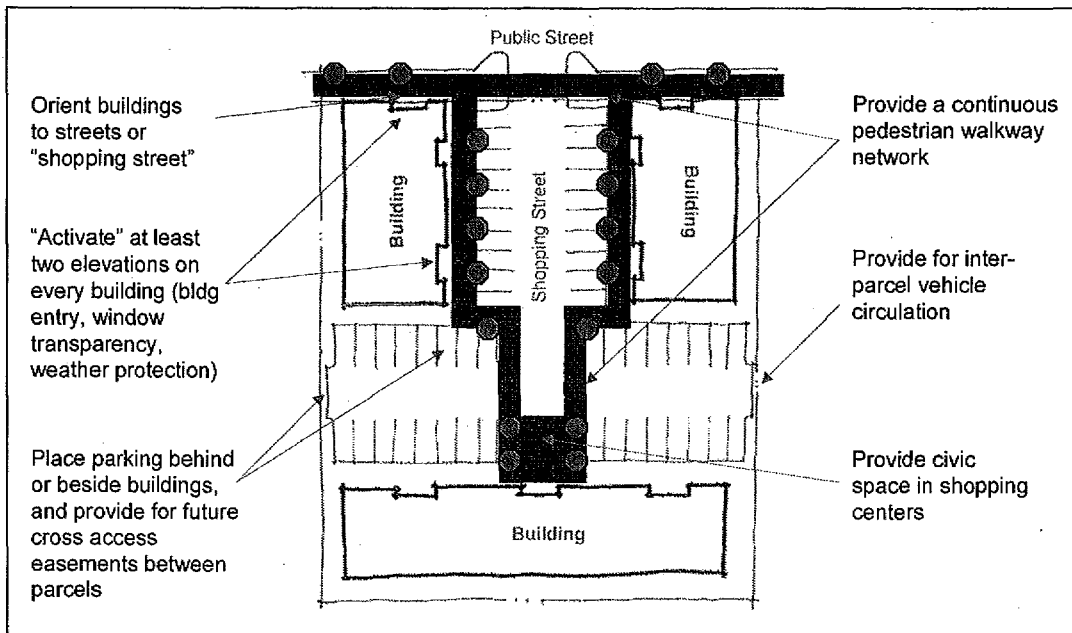 Public Street
Orient buildings
to streets or
"shopping street"
"Activate" at least
two elevations on
every building (bldg
entry, window
transparency,
weather protection)
Place parking behind
or beside buildings,
and provide for future
cross access
easements between
parcels
Building
Shopping Street
Building
Building
Provide a continuous
pedestrian walkway
network
Provide for inter-
parcel vehicle
circulation
Provide civic
space in shopping
centers